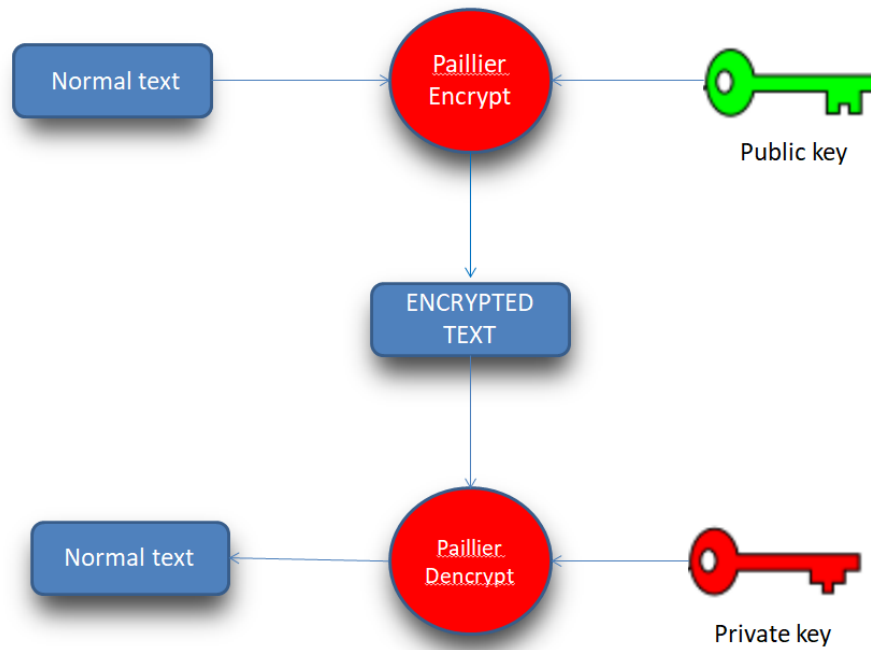 Normal text
Paillier
Encrypt
Public key
ENCRYPTED
TEXT
Normal text
Paillier
Dencrypt
Private key